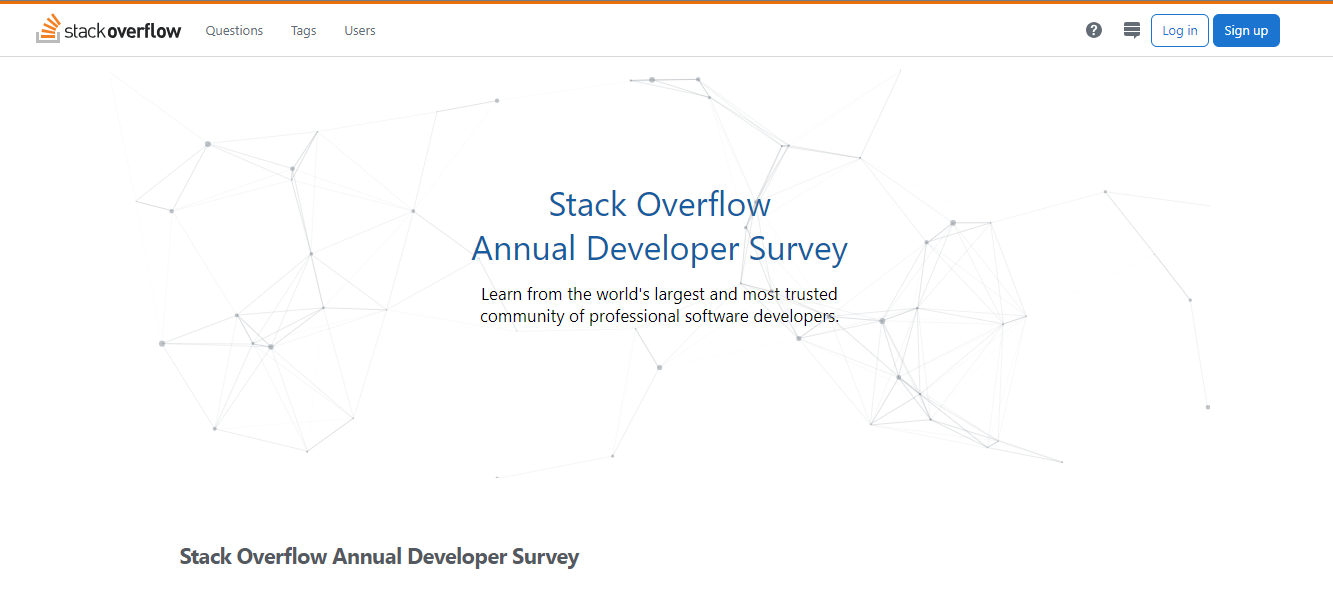 stackoverflow Questions Tags Users ? Log in Sign up
Stack Overflow
Annual Developer Survey
Learn from the world's largest and most trusted
community of professional software developers.
Stack Overflow Annual Developer Survey